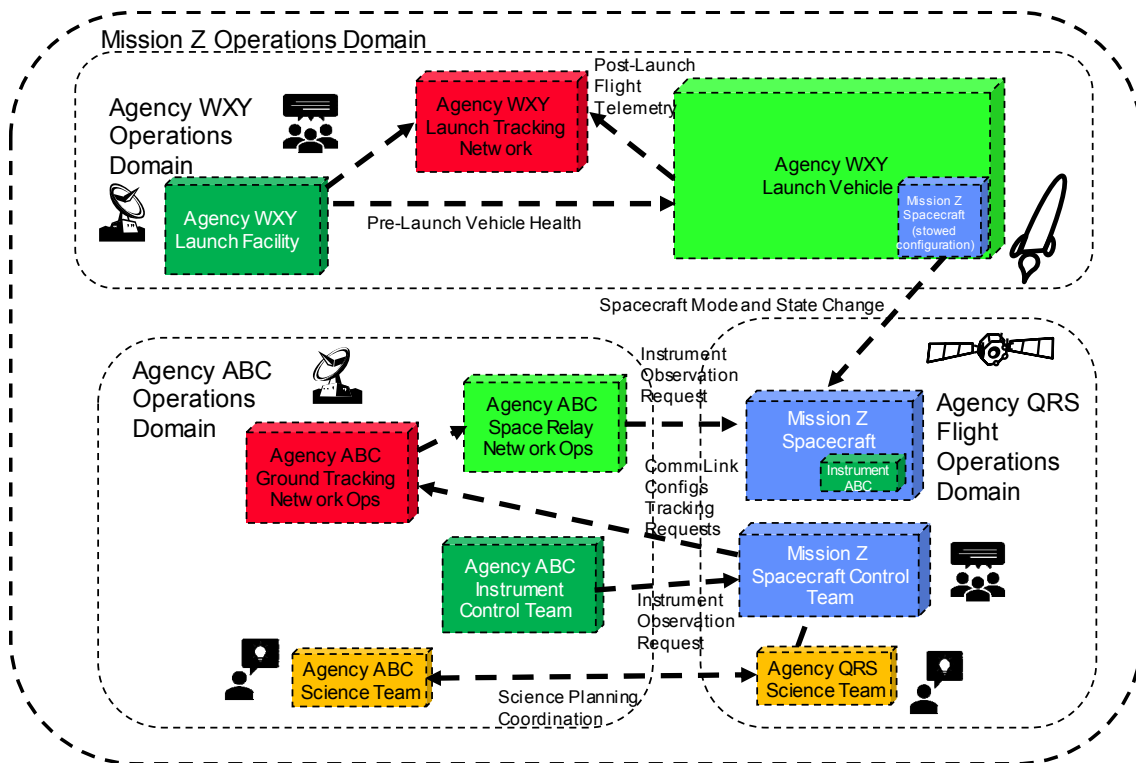 Mission Z Operations Domain
Agency WXY
Operations
Domain
Agency WXY
Launch Tracking
Network
Post-Launch
Flight
Telemetry
Agency WXY
Launch Vehicle
Mission Z
Spacecraft
(stowed
configuration)
Agency WXY
Launch Facility
Pre-Launch Vehicle Health
Spacecraft Mode and State Change
Agency ABC
Operations
Domain
Agency ABC
Space Relay
Network Ops
Instrument
Observation
Request
Mission Z
Spacecraft
Instrument
ABC
Agency QRS
Flight
Operations
Domain
Agency ABC
Ground Tracking
Network Ops
Comm Link
Configs
Tracking
Requests
Agency ABC
Instrument
Control Team
Mission Z
Spacecraft Control
Team
Instrument
Observation
Request
Agency ABC
Science Team
Science Planning
Coordination
Agency QRS
Science Team